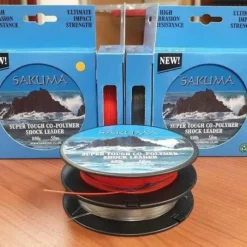 NEW!
ULTIMATE
IMPACT
STRENGTH
SAKUMA
SUPER TOUGH CO-POLYMER
SHOCK LEADER
HIGH
ABRASION
RESISTANCE
NEW!
SAKUMA
SUPER TOUGH CO-POLYMER
SHOCK LEADER
SAKUMA
SUPER TOUGH CO-POLYMER
SHOCK LEADER